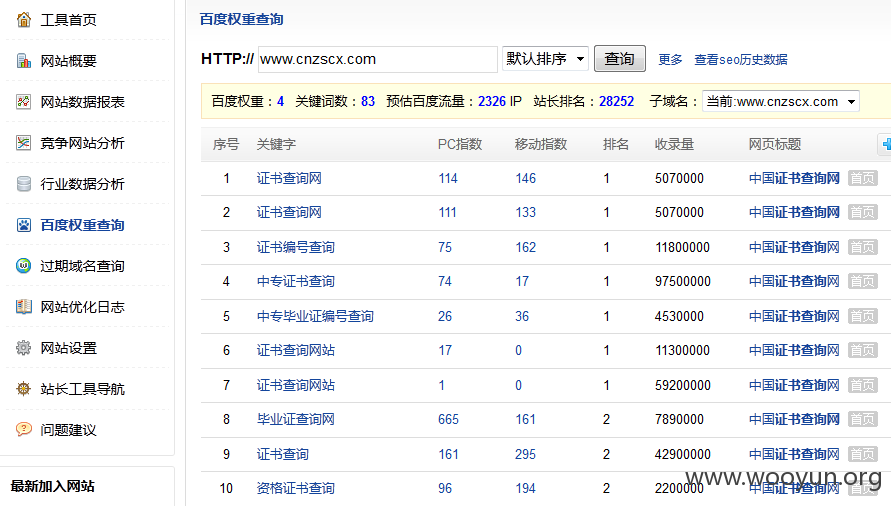 工具首页
网站概要
网站数据报表
竞争网站分析
行业数据分析
百度权重查询
过期域名查询
网站优化日志
网站设置
站长工具导航
问题建议
最新加入网站
百度权重查询
HTTP:// www.cnzscx.com 默认排序 查询 更多 查看seo历史数据
百度权重：4 关键词数：83 预估百度流量：2326 IP 站长排名：28252 子域名： 当前:www.cnzscx.com
序号 关键字 PC指数 移动指数 排名 收录量 网页标题
1 证书查询网 114 146 1 5070000 中国证书查询网 首页
2 证书查询网 111 133 1 5070000 中国证书查询网 首页
3 证书编号查询 75 162 1 11800000 中国证书查询网 首页
4 中专证书查询 74 17 1 97500000 中国证书查询网 首页
5 中专毕业证编号查询 26 36 1 4530000 中国证书查询网 首页
6 证书查询网站 17 0 1 11300000 中国证书查询网 首页
7 证书查询网站 1 0 1 59200000 中国证书查询网 首页
8 毕业证查询网 665 161 2 7890000 中国证书查询网 首页
9 证书查询 161 295 2 42900000 中国证书查询网 首页
10 资格证书查询 96 194 2 2200000 中国证书查询网 首页
www.wooyun.org